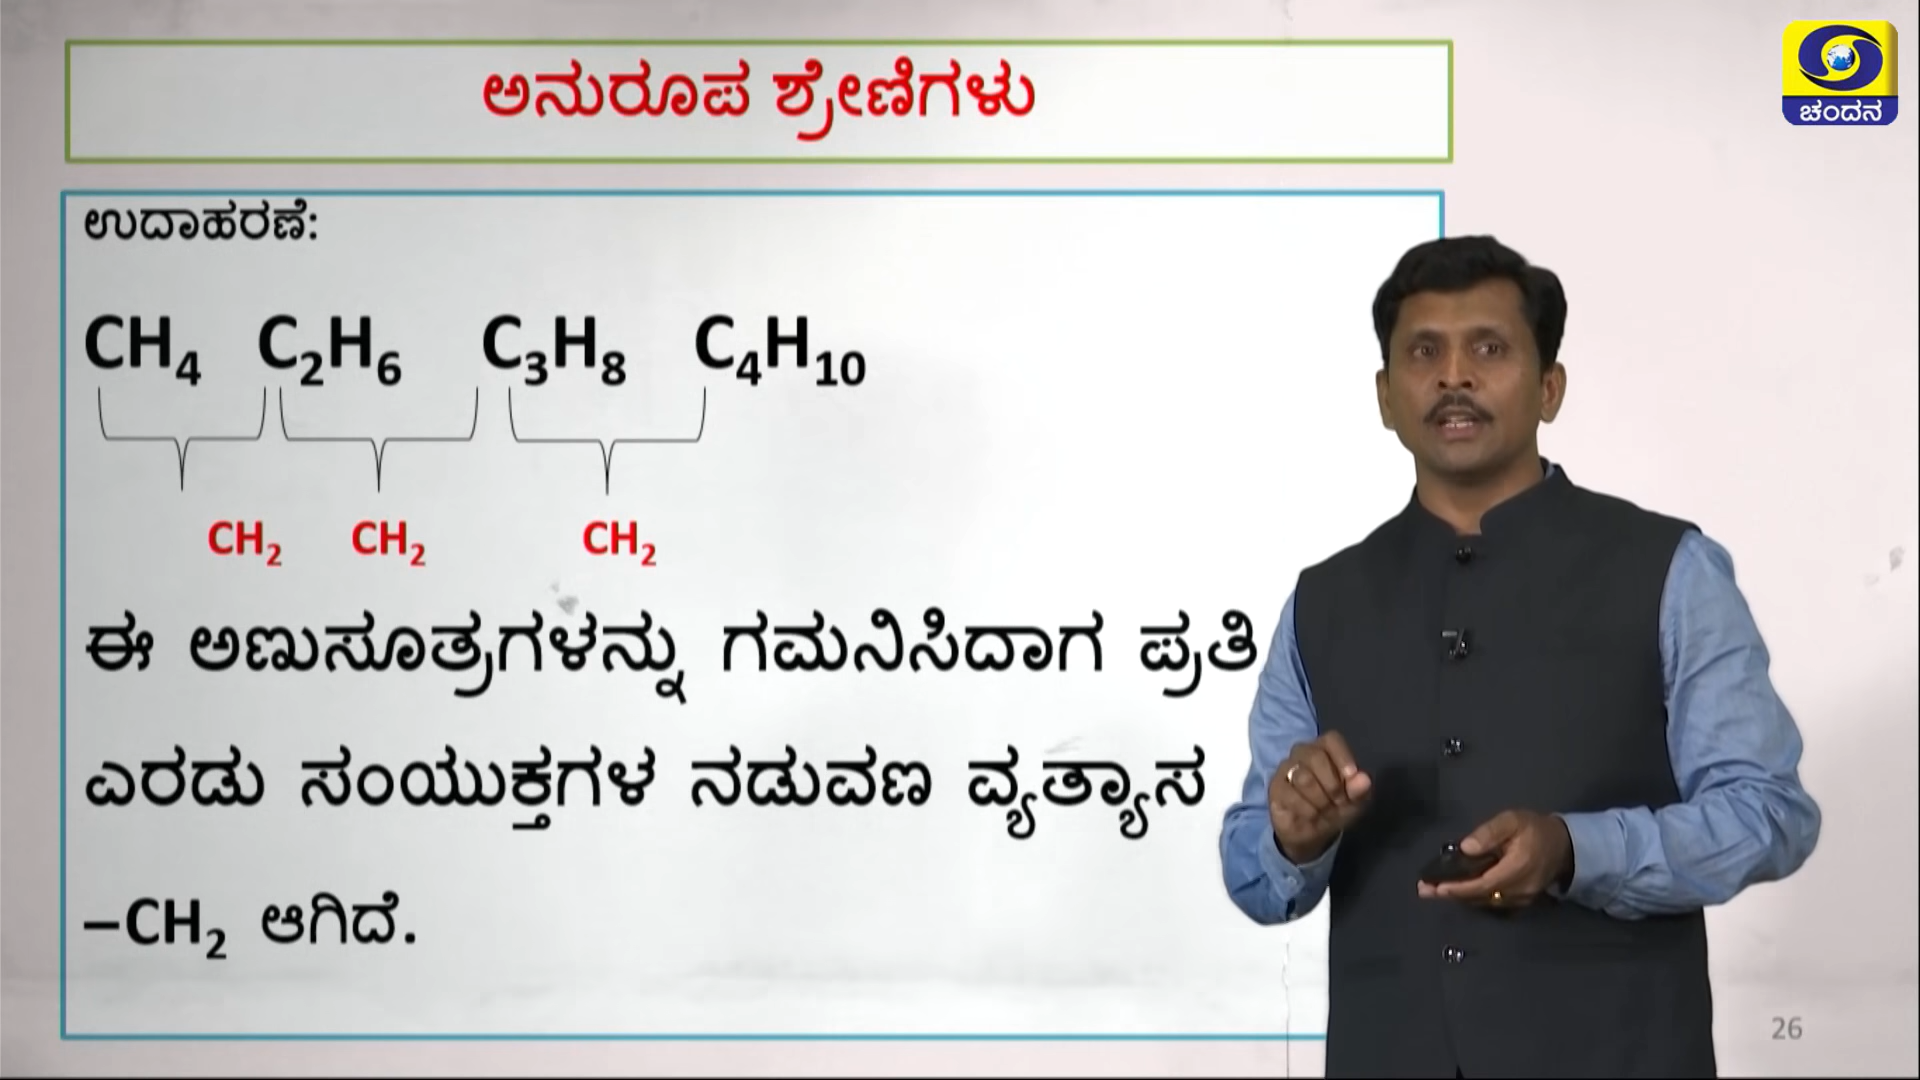 ಅನುರೂಪ ಶ್ರೇಣಿಗಳು
ಚಂದನ
ಉದಾಹರಣೆ:
CH₄ C₂H₆ C₃H₈ C₄H₁₀
CH₂ CH₂ CH₂
ಈ ಅಣುಸೂತ್ರಗಳನ್ನು ಗಮನಿಸಿದಾಗ ಪ್ರತಿ
ಎರಡು ಸಂಯುಕ್ತಗಳ ನಡುವಣ ವ್ಯತ್ಯಾಸ
–CH₂ ಆಗಿದೆ.
26